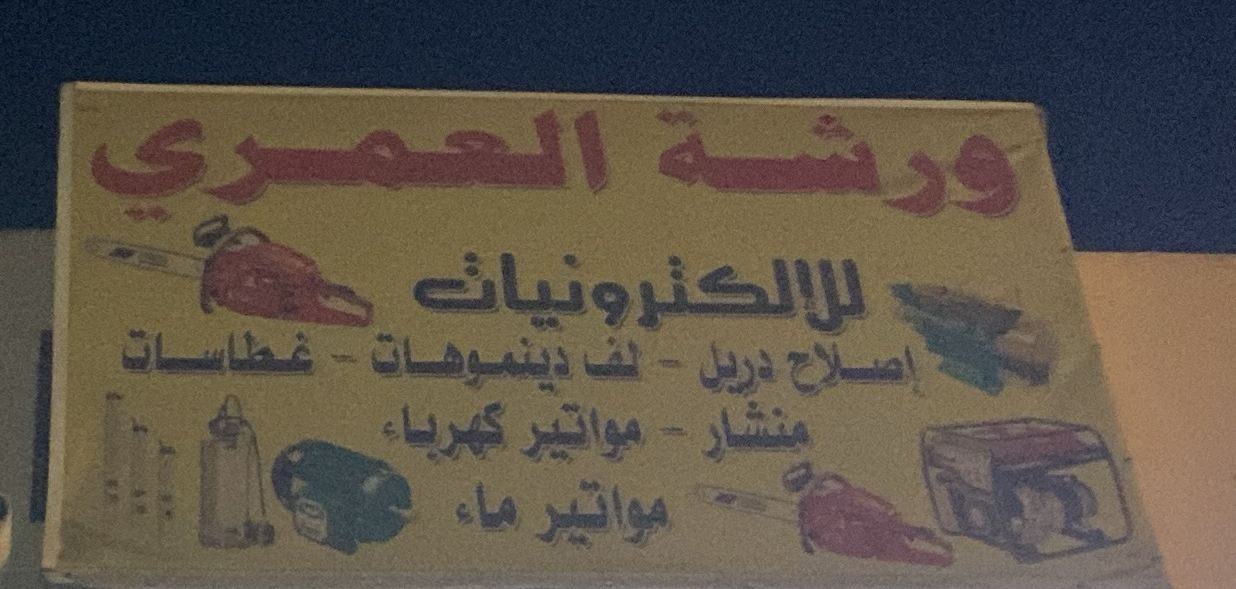 ورشة العمري
للالكترونيات
إصلاح دريل - لف دينموهات - غطاسات
منشار - مواتير كهرباء
مواتير ماء